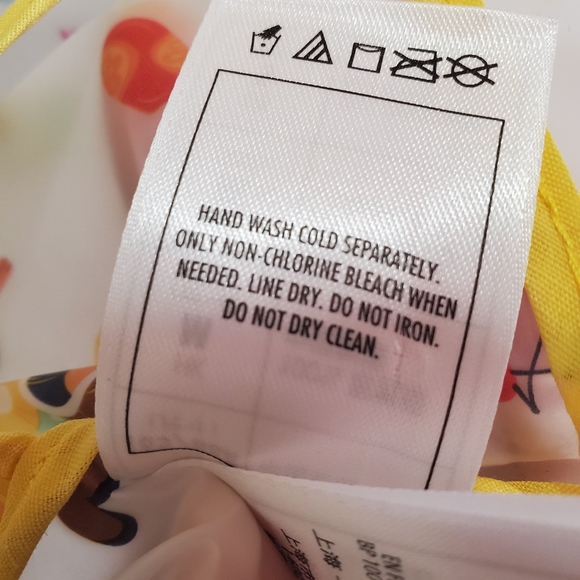 HAND WASH COLD SEPARATELY.
ONLY NON-CHLORINE BLEACH WHEN
NEEDED. LINE DRY. DO NOT IRON.
DO NOT DRY CLEAN.